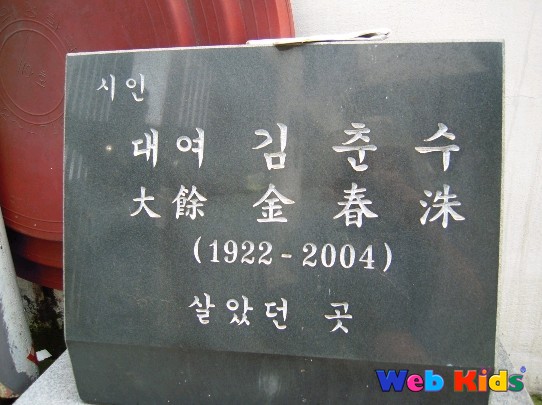 시인
대여 김 춘 수
大餘 金 春 洙
(1922-2004)
살았던 곳
Web Kids